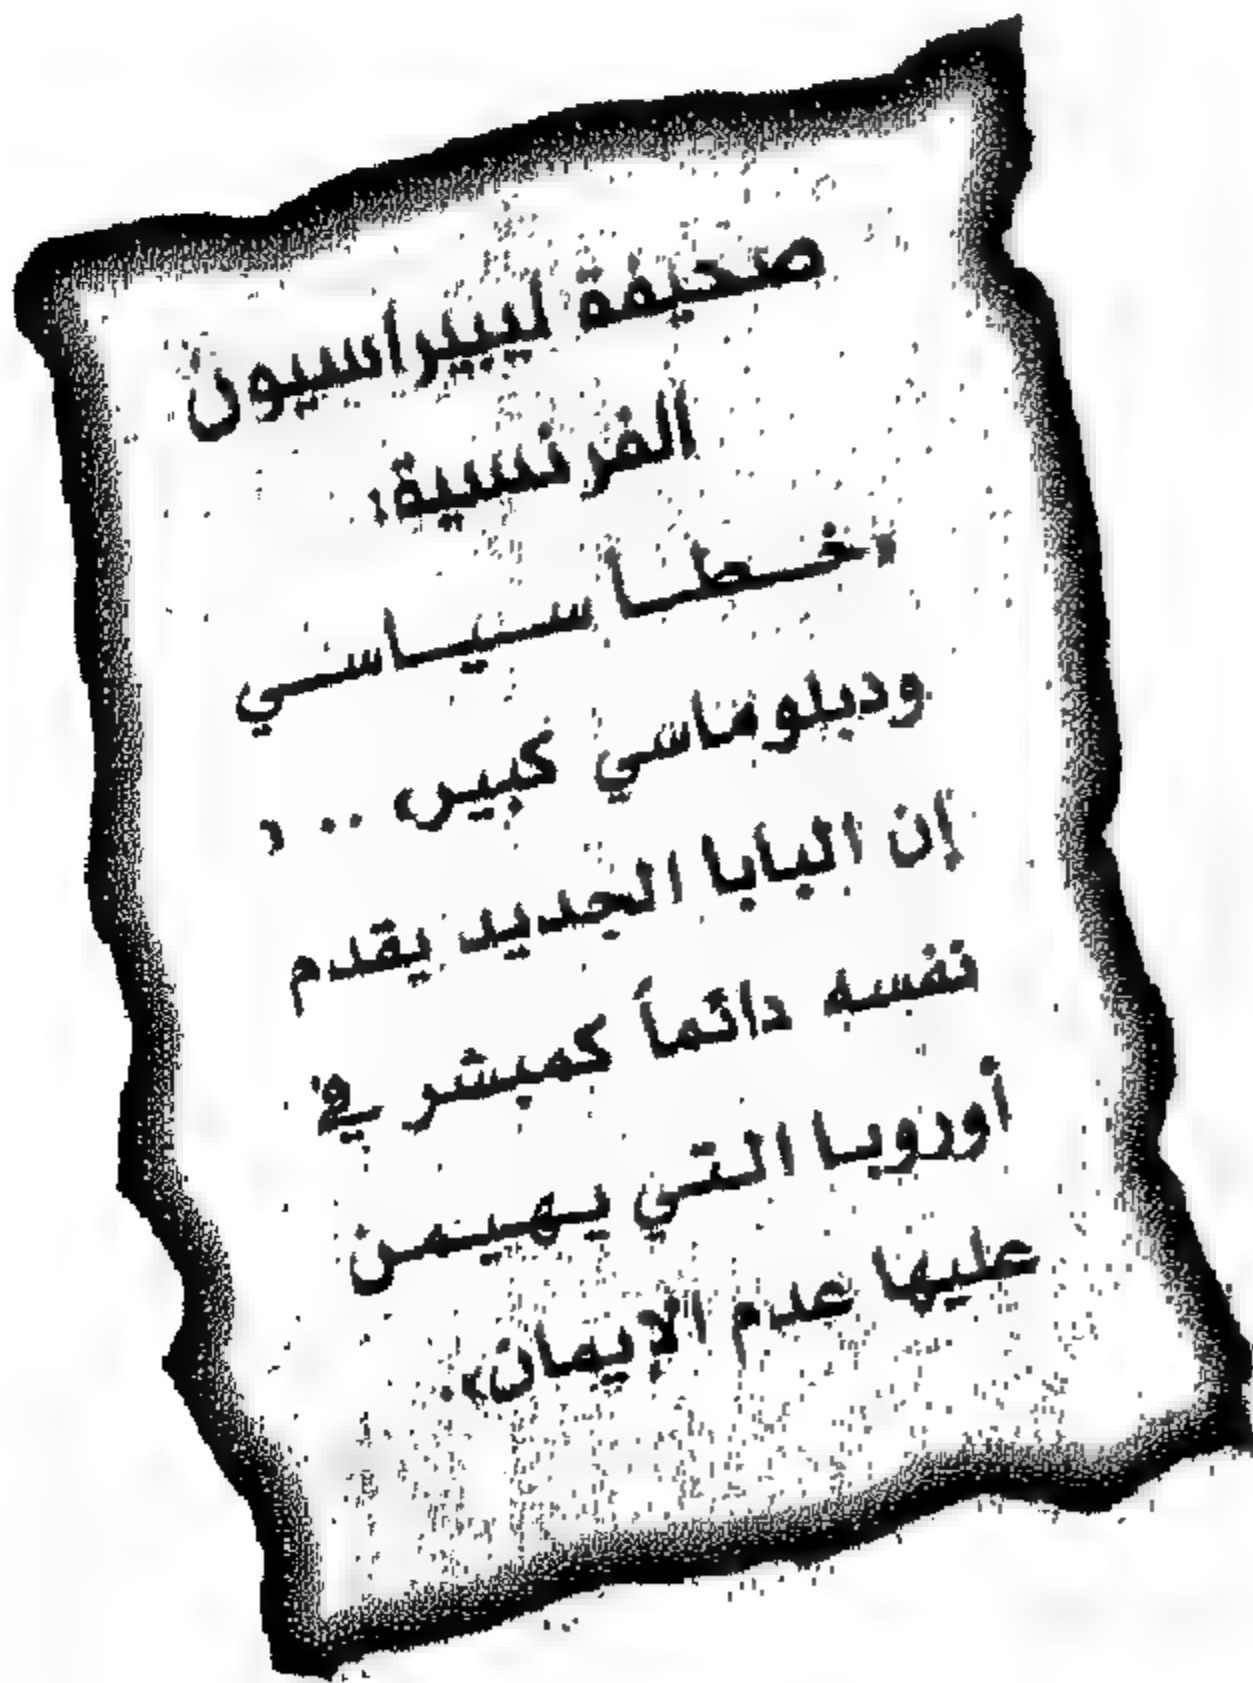 صحيفة ليبيراسيون
الفرنسية،
«خطأ سياسي
ودبلوماسي كبير .. ،
إن البابا الجديد يقدم
نفسه دائماً كمبشر في
أوروبا التي يهيمن
عليها عدم الإيمان».